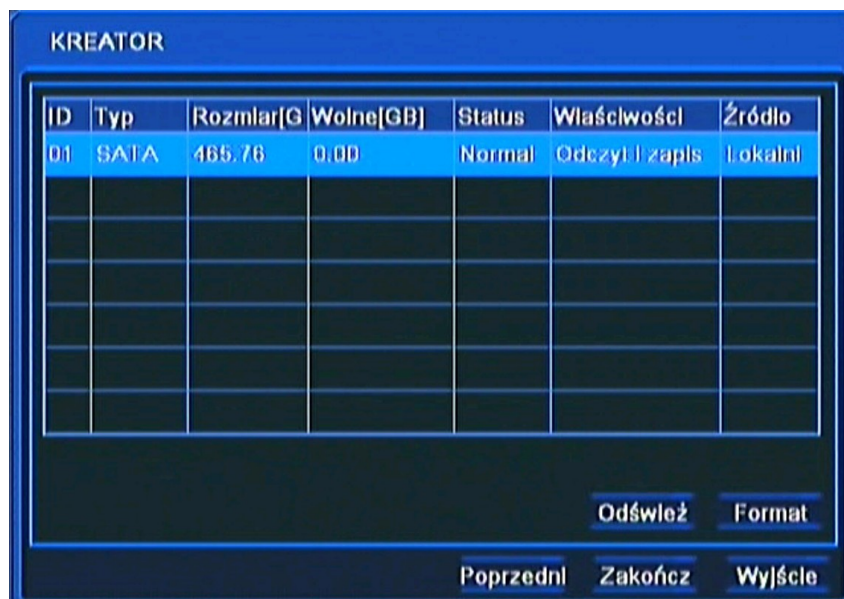 KREATOR
ID Typ Rozmiar[G Wolne[GB] Status Właściwości Źródło
01 SATA 465.76 0.00 Normal Odczyt i zapis Lokalni
Odśwież Format
Poprzedni Zakończ Wyjście